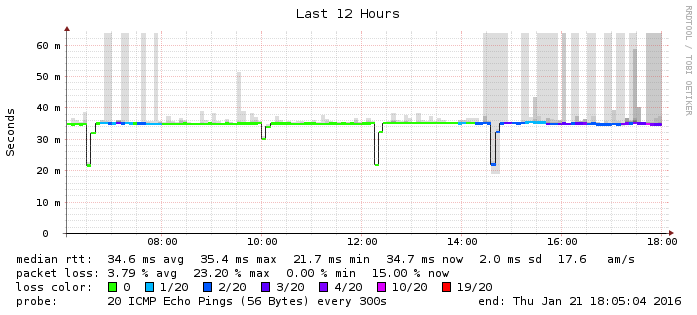 Last 12 Hours
RRDTOOL / TOBI OETIKER
Seconds
60 m
50 m
40 m
30 m
20 m
10 m
0
08:00 10:00 12:00 14:00 16:00 18:00
median rtt: 34.6 ms avg 35.4 ms max 21.7 ms min 34.7 ms now 2.0 ms sd 17.6 am/s
packet loss: 3.79 % avg 23.20 % max 0.00 % min 15.00 % now
loss color: 0 1/20 2/20 3/20 4/20 10/20 19/20
probe: 20 ICMP Echo Pings (56 Bytes) every 300s end: Thu Jan 21 18:05:04 2016